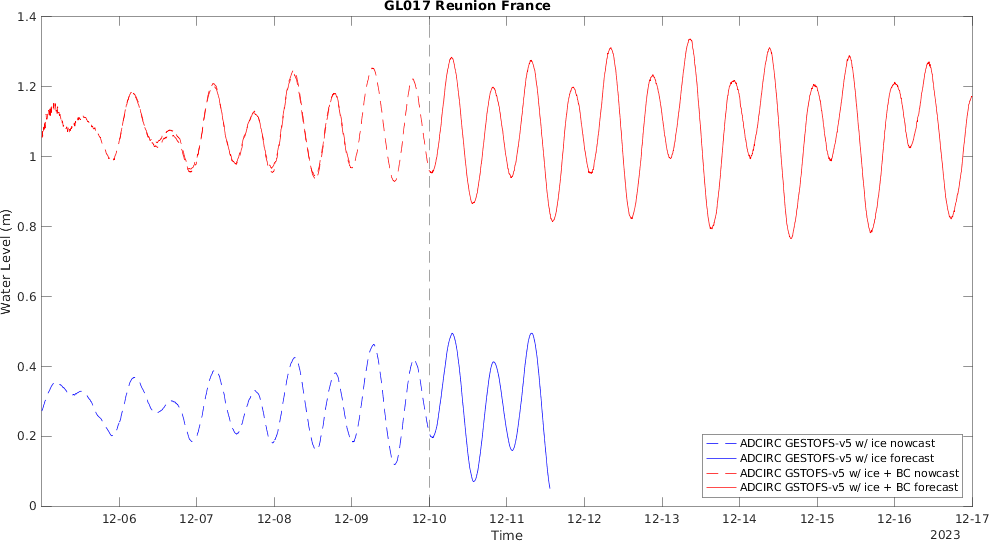 GL017 Reunion France
Water Level (m)
1.4
1.2
1
0.8
0.6
0.4
0.2
0
ADCIRC GESTOFS-v5 w/ ice nowcast
ADCIRC GESTOFS-v5 w/ ice forecast
ADCIRC GSTOFS-v5 w/ ice + BC nowcast
ADCIRC GSTOFS-v5 w/ ice + BC forecast
12-06 12-07 12-08 12-09 12-10 12-11 12-12 12-13 12-14 12-15 12-16 12-17
Time
2023